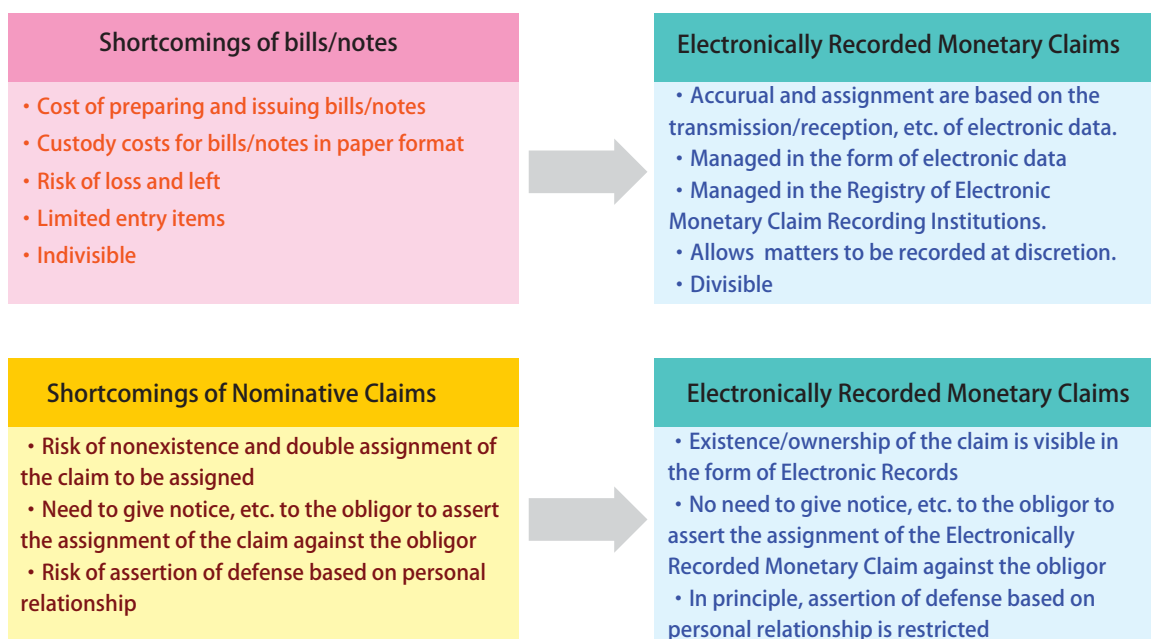 Shortcomings of bills/notes
・Cost of preparing and issuing bills/notes
・Custody costs for bills/notes in paper format
・Risk of loss and left
・Limited entry items
・Indivisible
Electronically Recorded Monetary Claims
・Accurual and assignment are based on the
transmission/reception, etc. of electronic data.
・Managed in the form of electronic data
・Managed in the Registry of Electronic
Monetary Claim Recording Institutions.
・Allows matters to be recorded at discretion.
・Divisible
Shortcomings of Nominative Claims
・Risk of nonexistence and double assignment of
the claim to be assigned
・Need to give notice, etc. to the obligor to assert
the assignment of the claim against the obligor
・Risk of assertion of defense based on personal
relationship
Electronically Recorded Monetary Claims
・Existence/ownership of the claim is visible in
the form of Electronic Records
・No need to give notice, etc. to the obligor to
assert the assignment of the Electronically
Recorded Monetary Claim against the obligor
・In principle, assertion of defense based on
personal relationship is restricted